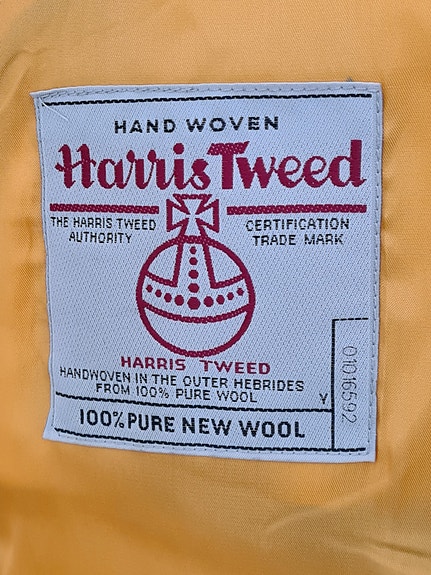 HAND WOVEN
Harris Tweed
THE HARRIS TWEED
AUTHORITY
CERTIFICATION
TRADE MARK
HARRIS TWEED
HANDWOVEN IN THE OUTER HEBRIDES
FROM 100% PURE WOOL
Y
01016592
100% PURE NEW WOOL